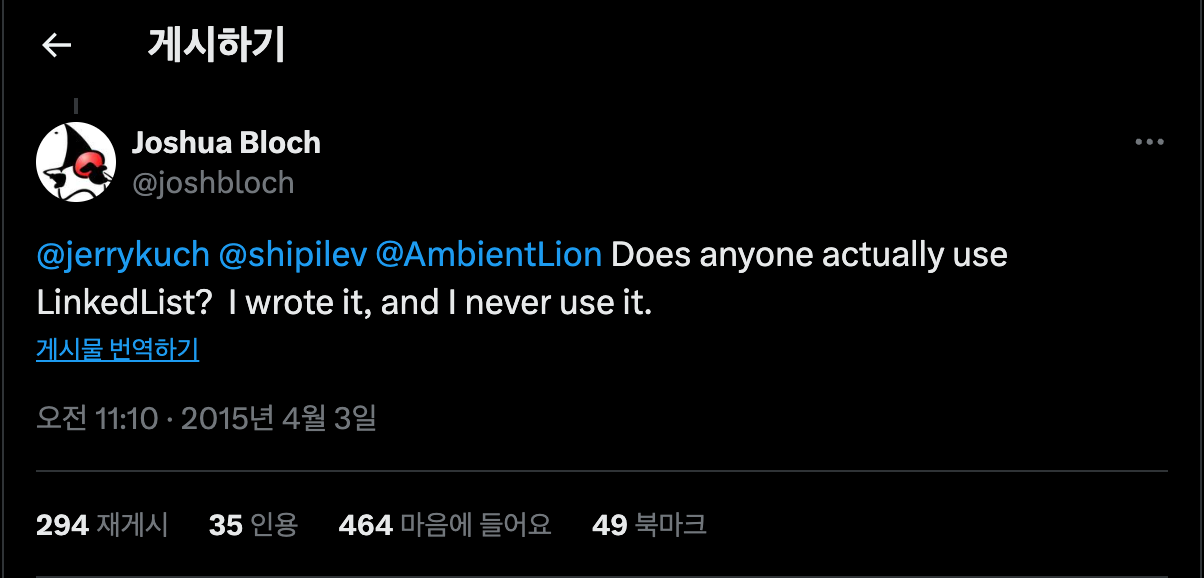 게시하기
Joshua Bloch
@joshbloch
@jerrykuch @shipilev @AmbientLion Does anyone actually use
LinkedList?  I wrote it, and I never use it.
게시물 번역하기
오전 11:10 · 2015년 4월 3일
294 재게시 35 인용 464 마음에 들어요 49 북마크